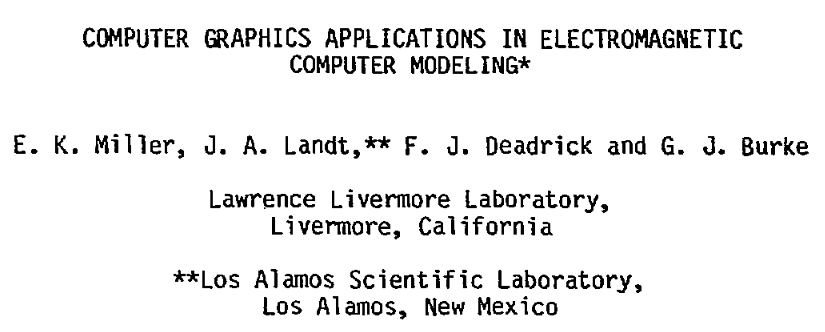 COMPUTER GRAPHICS APPLICATIONS IN ELECTROMAGNETIC
COMPUTER MODELING*
E. K. Miller, J. A. Landt,** F. J. Deadrick and G. J. Burke
Lawrence Livermore Laboratory,
Livermore, California
**Los Alamos Scientific Laboratory,
Los Alamos, New Mexico